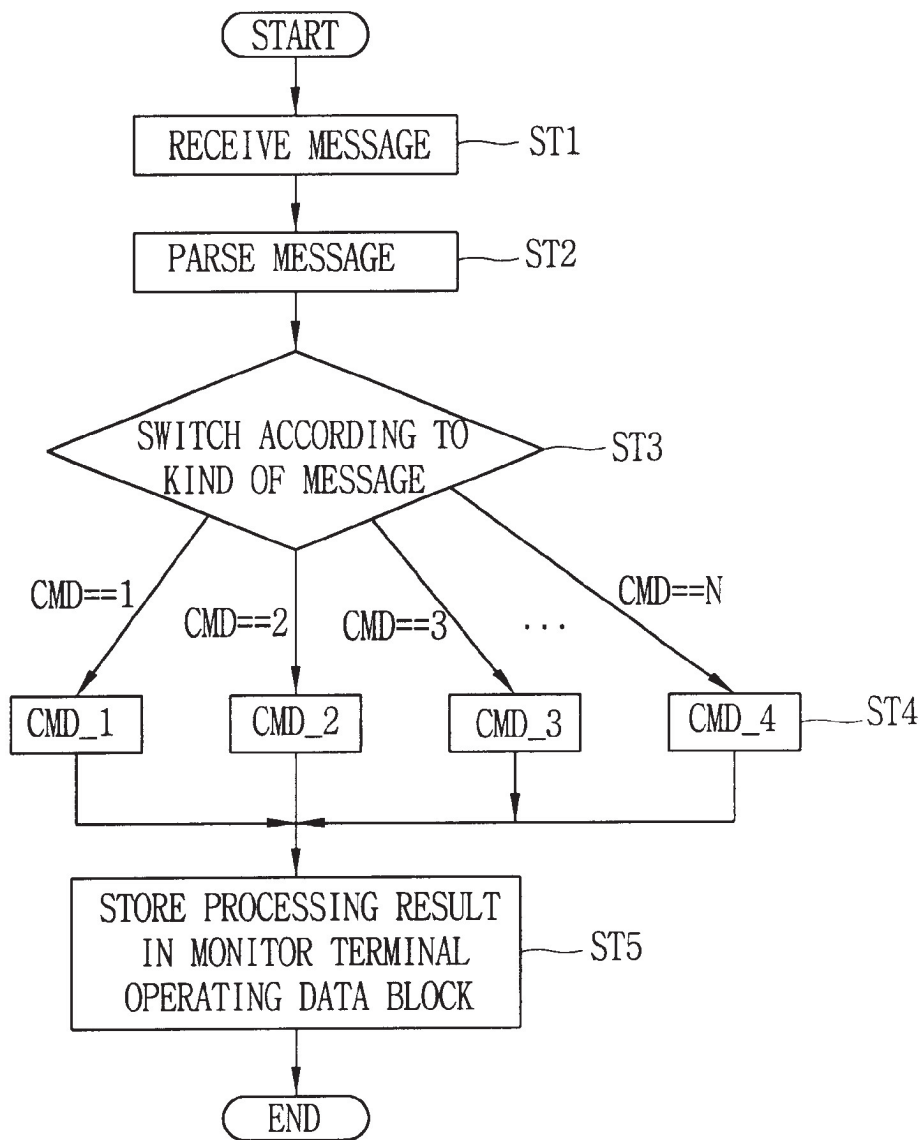 START
RECEIVE MESSAGE
ST1
PARSE MESSAGE
ST2
SWITCH ACCORDING TO
KIND OF MESSAGE
ST3
CMD==1
CMD==2
CMD==3
...
CMD==N
CMD_1
CMD_2
CMD_3
CMD_4
ST4
STORE PROCESSING RESULT
IN MONITOR TERMINAL
OPERATING DATA BLOCK
ST5
END